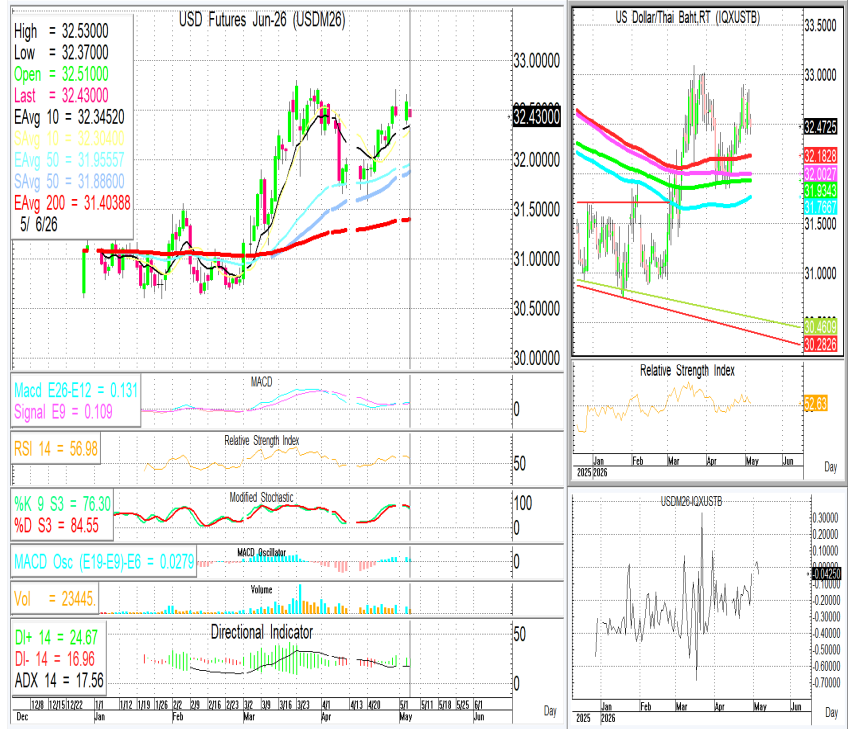 USD Futures Jun-26 (USDM26)
High = 32.53000
Low = 32.37000
Open = 32.51000
Last = 32.43000
EAvg 10 = 32.34520
SAvg 10 = 32.30400
EAvg 50 = 31.95557
SAvg 50 = 31.88600
EAvg 200 = 31.40388
5/ 6/26
33.00000
32.43000
32.00000
31.50000
31.00000
30.50000
30.00000
MACD
Macd E26-E12 = 0.131
Signal E9 = 0.109
0
Relative Strength Index
RSI 14 = 56.98
50
Modified Stochastic
%K 9 S3 = 76.30
%D S3 = 84.55
100
0
MACD Oscillator
MACD Osc (E19-E9)-E6 = 0.0279
0
Volume
Vol = 23445.
Directional Indicator
DI+ 14 = 24.67
DI- 14 = 16.96
ADX 14 = 17.56
50
0
12/8 12/15 12/22 1/1 1/12 1/19 1/26 2/2 2/9 2/16 2/23 3/2 3/9 3/16 3/23 4/1 4/13 4/20 5/1 5/11 5/18 5/25 6/1
Dec Jan Feb Mar Apr May Jun
Day
US Dollar/Thai Baht,RT (IQXUSTB)
33.5000
33.0000
32.4725
32.1828
32.0027
31.9343
31.7667
31.5000
31.0000
30.4609
30.2826
Relative Strength Index
52.63
Jan Feb Mar Apr May Jun
2025 2026
Day
USDM26-IQXUSTB
0.30000
0.20000
0.10000
0.00000
-0.04250
-0.10000
-0.20000
-0.30000
-0.40000
-0.50000
-0.60000
-0.70000
Jan Feb Mar Apr May Jun
2025 2026
Day